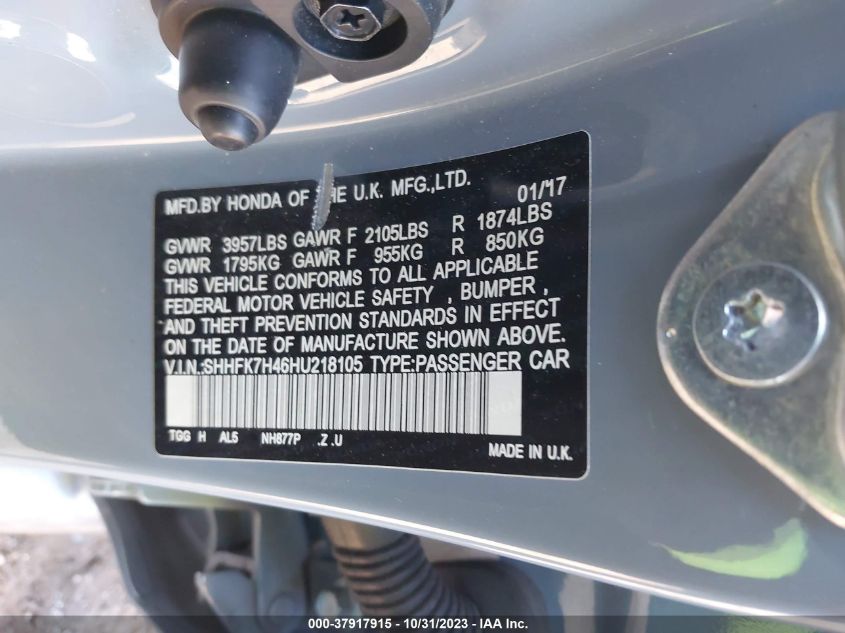 MFD.BY HONDA OF THE U.K. MFG.,LTD. 01/'17
GVWR 3957LBS GAWR F 2105LBS R 1874LBS
GVWR 1795KG GAWR F 955KG R 850KG
THIS VEHICLE CONFORMS TO ALL APPLICABLE
FEDERAL MOTOR VEHICLE SAFETY , BUMPER ,
AND THEFT PREVENTION STANDARDS IN EFFECT
ON THE DATE OF MANUFACTURE SHOWN ABOVE.
V.I.N.:SHHFK7H46HU218105 TYPE:PASSENGER CAR
TGG H AL5 NH877P .Z .U
MADE IN U.K.
000-37917915 - 10/31/2023 - IAAI, Inc.